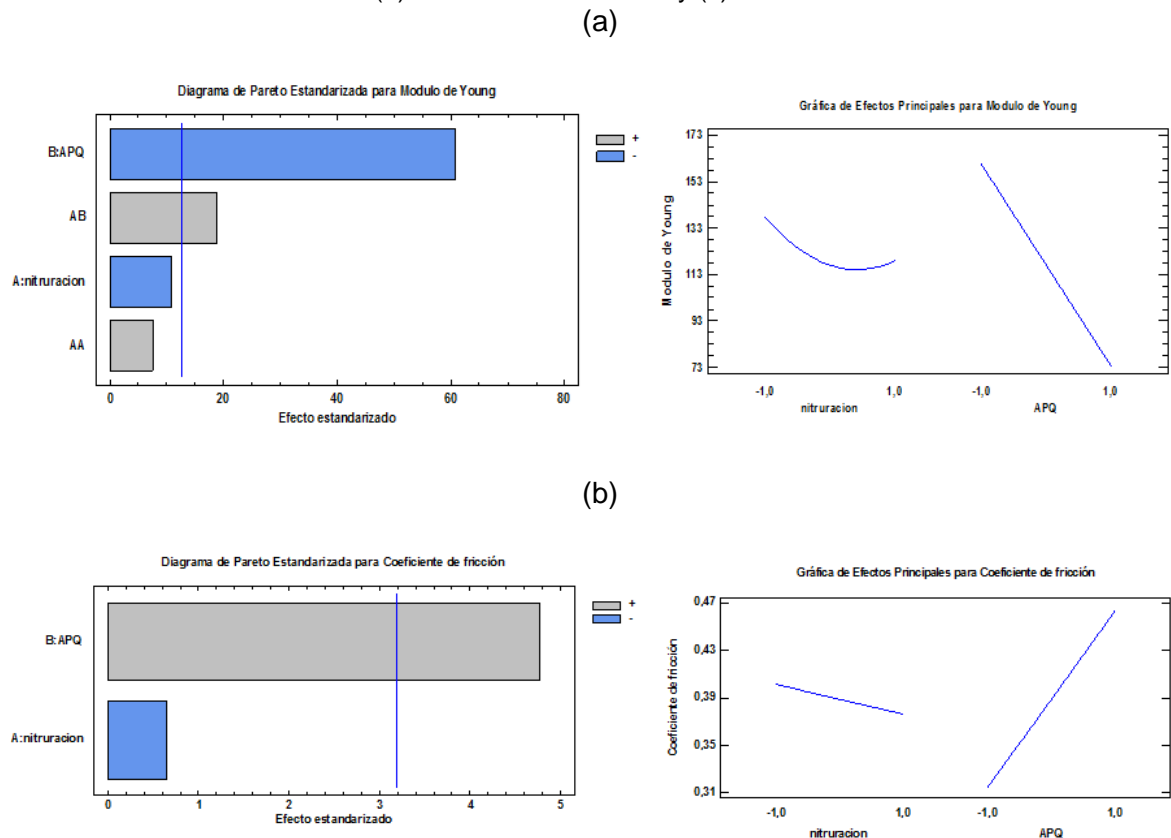 (a)
Diagrama de Pareto Estandarizada para Modulo de Young
B:APQ
AB
A:nitruracion
AA
0 20 40 60 80
Efecto estandarizado
+
-
Gráfica de Efectos Principales para Modulo de Young
Modulo de Young
173
153
133
113
93
73
-1,0 1,0 -1,0 1,0
nitruracion APQ
(b)
Diagrama de Pareto Estandarizada para Coeficiente de fricción
B:APQ
A:nitruracion
0 1 2 3 4 5
Efecto estandarizado
+
-
Gráfica de Efectos Principales para Coeficiente de fricción
Coeficiente de fricción
0,47
0,43
0,39
0,35
0,31
-1,0 1,0 -1,0 1,0
nitruracion APQ